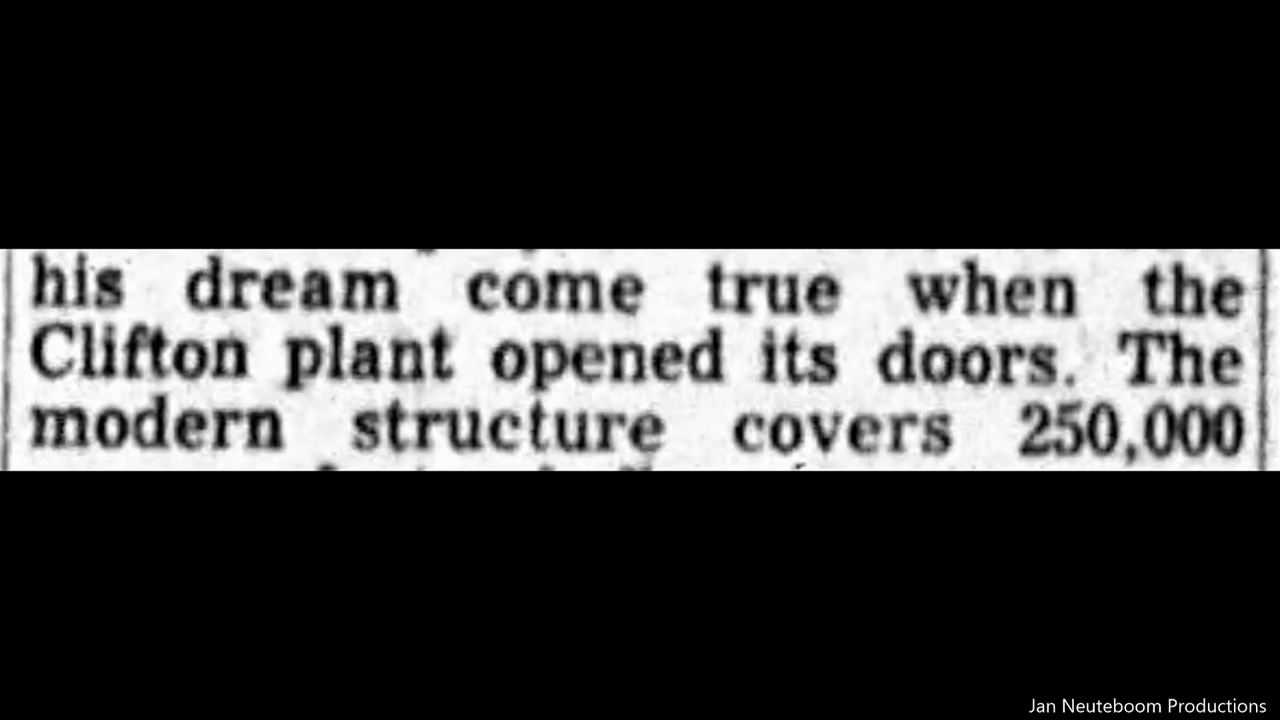 his dream come true when the
Clifton plant opened its doors. The
modern structure covers 250,000
Jan Neuteboom Productions